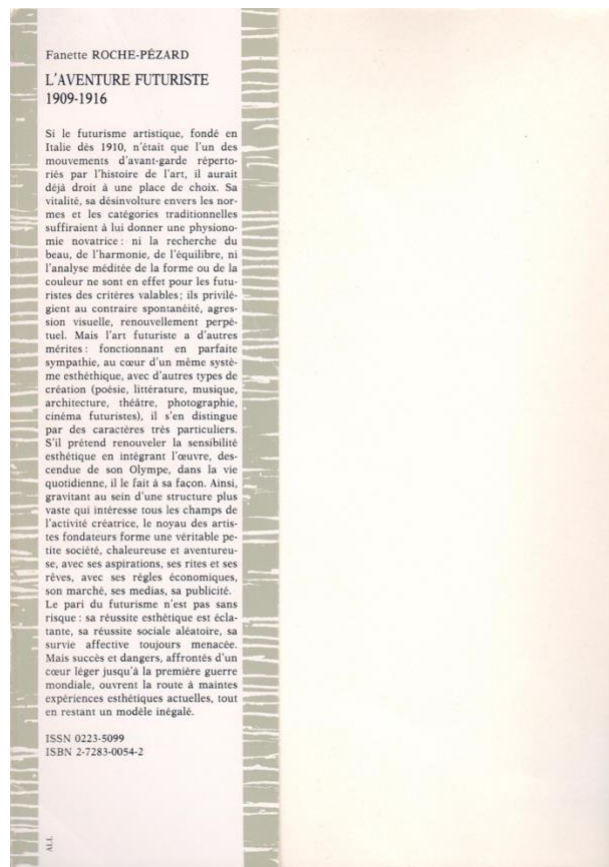 Fanette ROCHE-PÉZARD
L'AVENTURE FUTURISTE
1909-1916
Si le futurisme artistique, fondé en
Italie dès 1910, n'était que l'un des
mouvements d'avant-garde réperto-
riés par l'histoire de l'art, il aurait
déjà droit à une place de choix. Sa
vitalité, sa désinvolture envers les nor-
mes et les catégories traditionnelles
suffiraient à lui donner une physiono-
mie novatrice : ni la recherche du
beau, de l'harmonie, de l'équilibre, ni
l'analyse méditée de la forme ou de la
couleur ne sont en effet pour les futu-
ristes des critères valables; ils privilé-
gient au contraire spontanéité, agres-
sion visuelle, renouvellement perpé-
tuel. Mais l'art futuriste a d'autres
mérites : fonctionnant en parfaite
sympathie, au cœur d'un même systè-
me esthéthique, avec d'autres types de
création (poésie, littérature, musique,
architecture, théâtre, photographie,
cinéma futuristes), il s'en distingue
par des caractères très particuliers.
S'il prétend renouveler la sensibilité
esthétique en intégrant l'œuvre, des-
cendue de son Olympe, dans la vie
quotidienne, il le fait à sa façon. Ainsi,
gravitant au sein d'une structure plus
vaste qui intéresse tous les champs de
l'activité créatrice, le noyau des artis-
tes fondateurs forme une véritable pe-
tite société, chaleureuse et aventureu-
se, avec ses aspirations, ses rites et ses
rêves, avec ses règles économiques,
son marché, ses medias, sa publicité.
Le pari du futurisme n'est pas sans
risque : sa réussite esthétique est écla-
tante, sa réussite sociale aléatoire, sa
survie affective toujours menacée.
Mais succès et dangers, affrontés d'un
cœur léger jusqu'à la première guerre
mondiale, ouvrent la route à maintes
expériences esthétiques actuelles, tout
en restant un modèle inégalé.
ISSN 0223-5099
ISBN 2-7283-0054-2
ALL